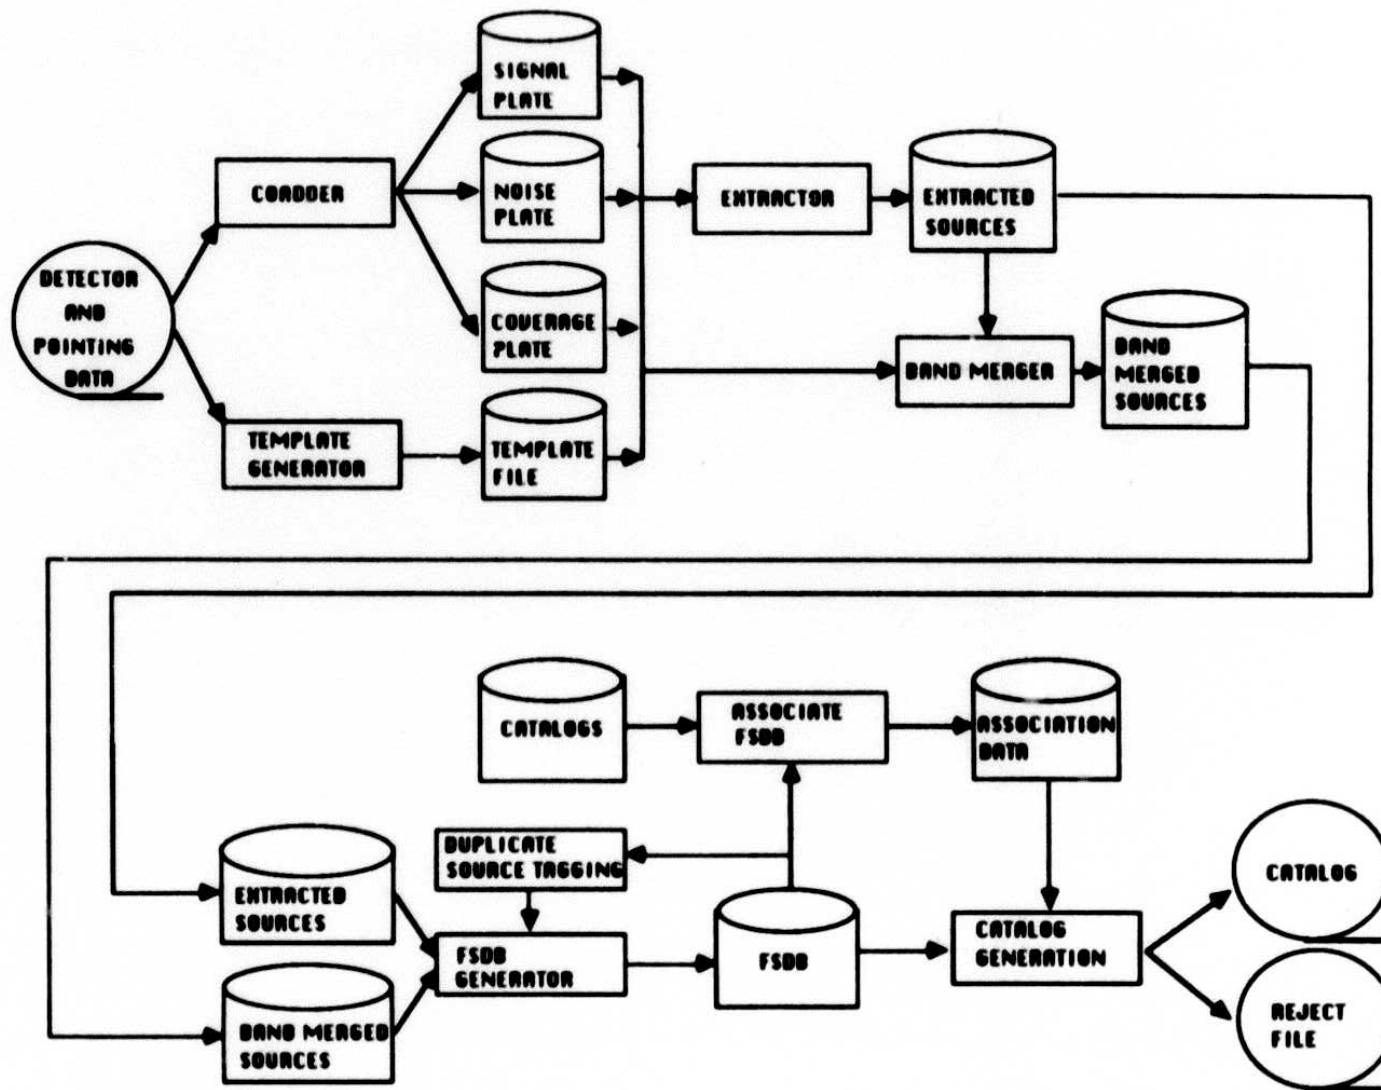 SIGNAL
PLATE
COADDER
NOISE
PLATE
EXTRACTOR
EXTRACTED
SOURCES
DETECTOR
AND
POINTING
DATA
COVERAGE
PLATE
BAND MERGER
BAND
MERGED
SOURCES
TEMPLATE
GENERATOR
TEMPLATE
FILE
CATALOGS
ASSOCIATE
FSDB
ASSOCIATION
DATA
DUPLICATE
SOURCE TAGGING
EXTRACTED
SOURCES
FSDB
GENERATOR
FSDB
CATALOG
GENERATION
CATALOG
BAND MERGED
SOURCES
REJECT
FILE